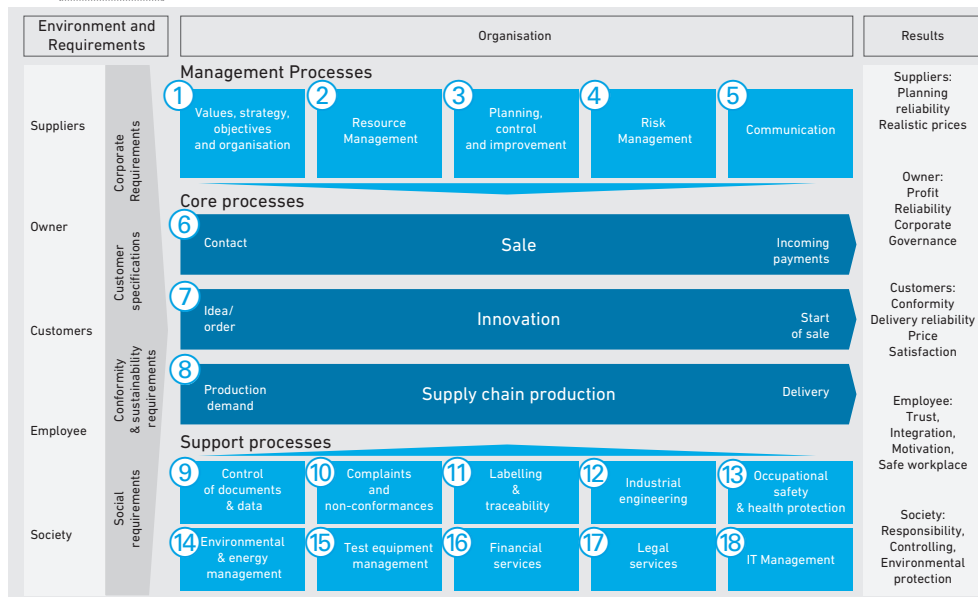 Environment and
Requirements
Organisation
Results
Suppliers
Owner
Customers
Employee
Society
Corporate
Requirements
Customer
specifications
Conformity
& sustainability
requirements
Social
requirements
Management Processes
1
Values, strategy,
objectives
and organisation
2
Resource
Management
3
Planning,
control
and improvement
4
Risk
Management
5
Communication
Core processes
6
Contact
Sale
Incoming
payments
7
Idea/
order
Innovation
Start
of sale
8
Production
demand
Supply chain production
Delivery
Support processes
9
Control
of documents
& data
10
Complaints
and
non-conformances
11
Labelling
&
traceability
12
Industrial
engineering
13
Occupational
safety
& health protection
14
Environmental
& energy
management
15
Test equipment
management
16
Financial
services
17
Legal
services
18
IT Management
Suppliers:
Planning
reliability
Realistic prices
Owner:
Profit
Reliability
Corporate
Governance
Customers:
Conformity
Delivery reliability
Price
Satisfaction
Employee:
Trust,
Integration,
Motivation,
Safe workplace
Society:
Responsibility,
Controlling,
Environmental
protection